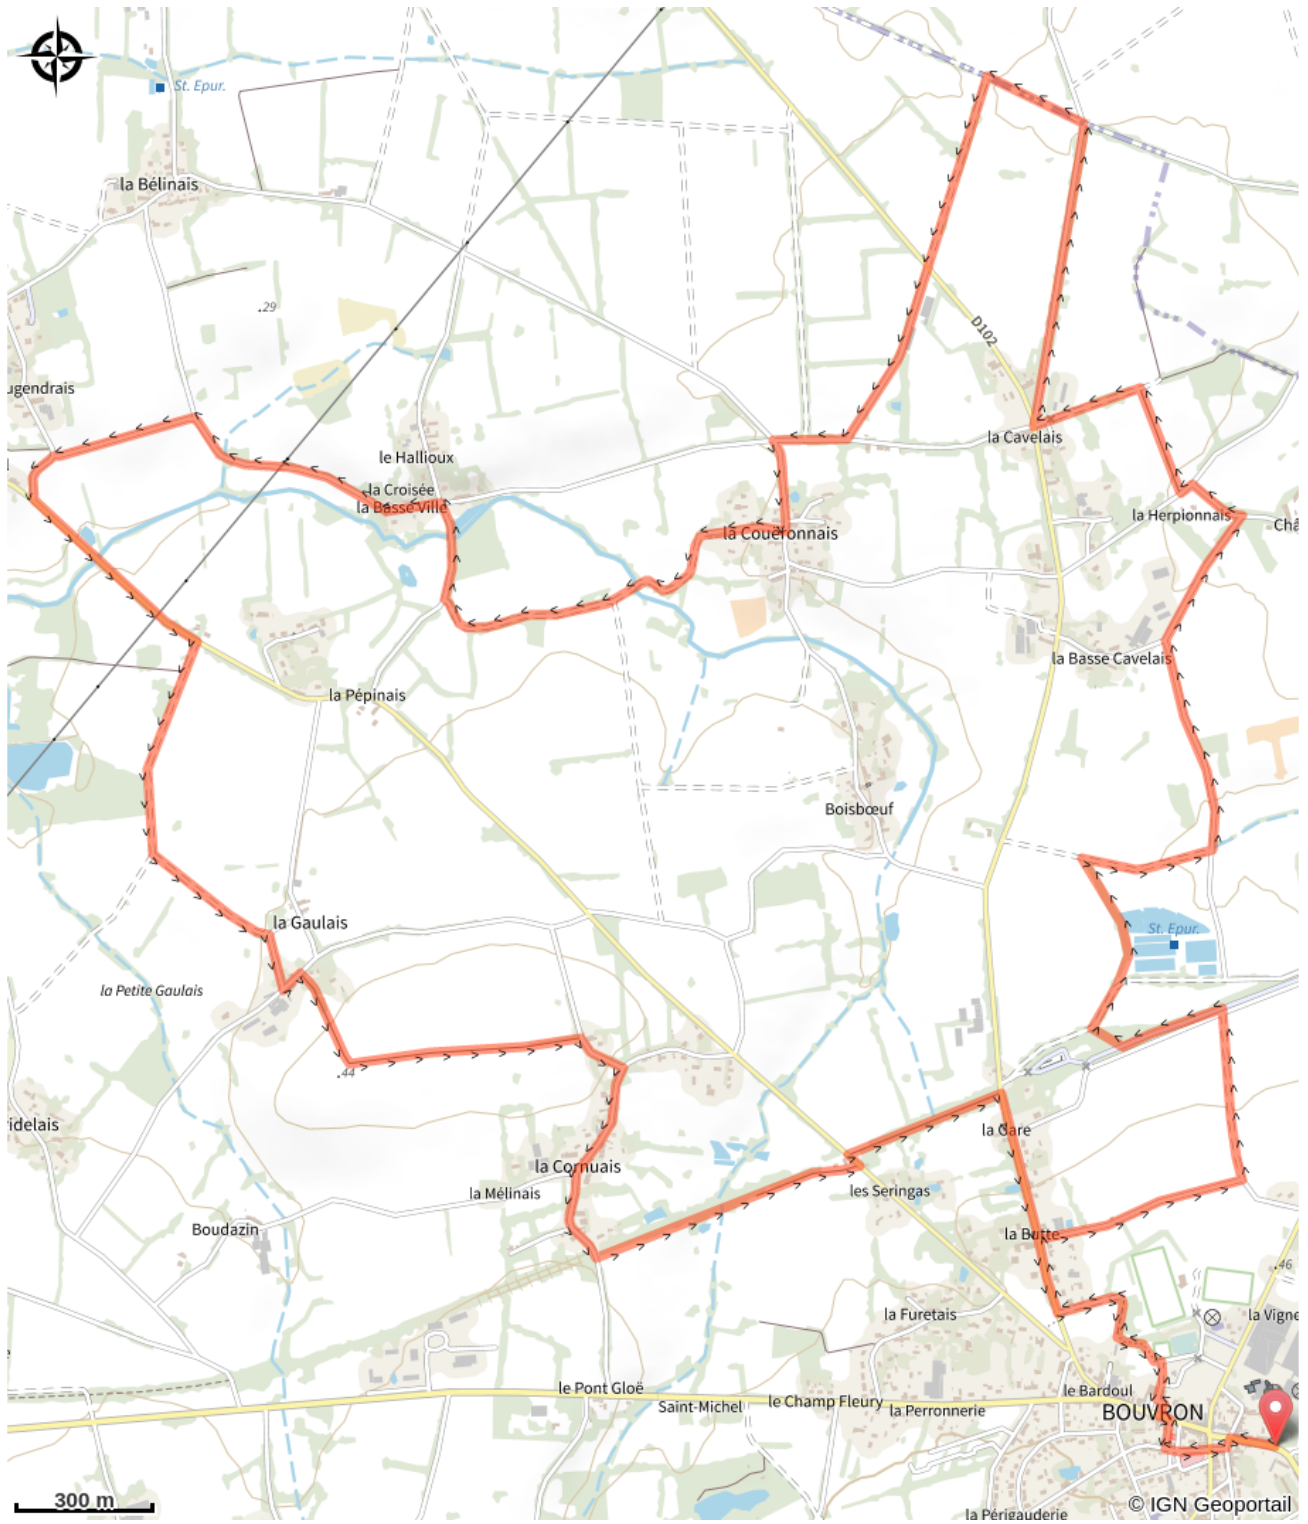 St. Epur.
la Bélinais
.29
D102
ugendrais
la Cavelais
le Hallioux
la Croisée
la Basse Ville
la Herpionnais
Châ
la Couëronnais
la Basse Cavelais
la Pépinais
Boisbœuf
la Gaulais
St. Epur.
la Petite Gaulais
.44
idelais
la Gare
la Cornuais
la Mélinais
les Seringas
Boudazin
la Butte
.46
la Furetais
la Vigne
le Pont Gloë
le Bardoul
Saint-Michel
le Champ Fleury
la Perronnerie
BOUVRON
300 m
© IGN Geoportail
la Périgauderie